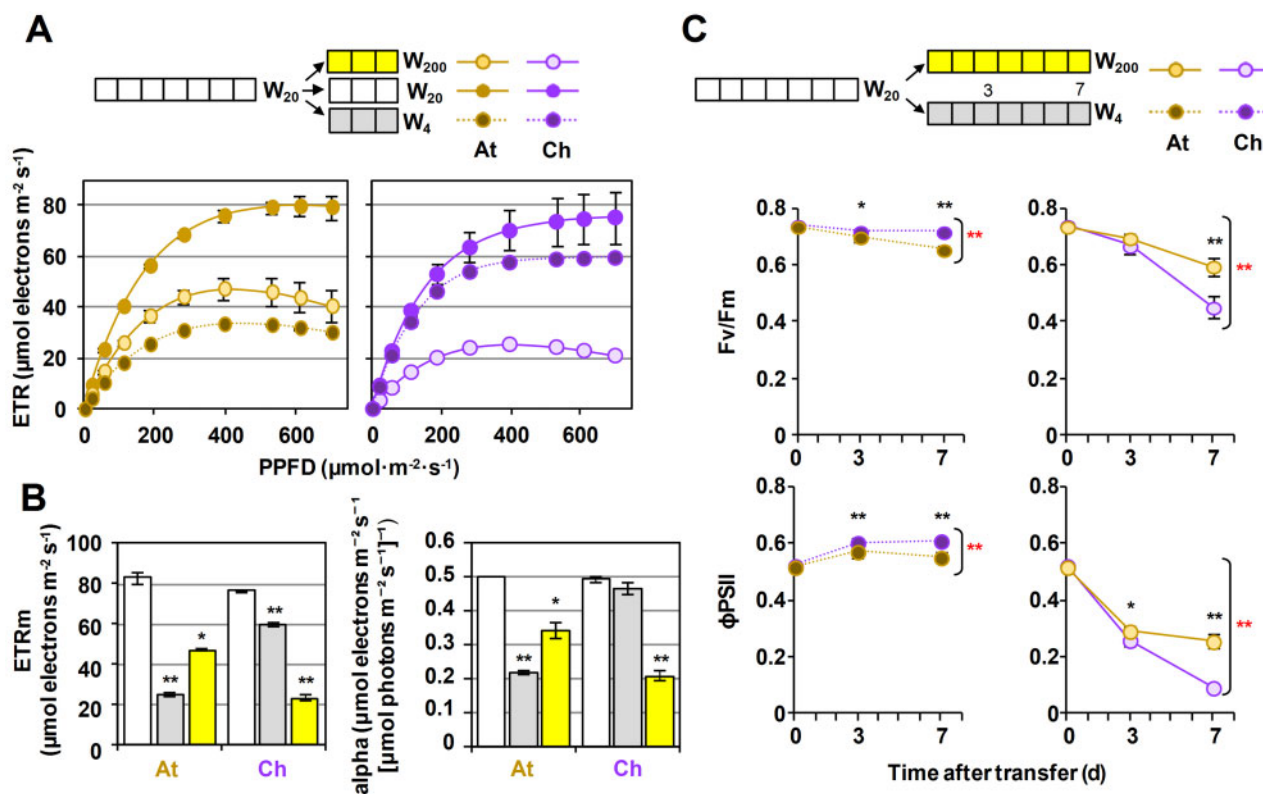 A
W20
W200
W20
W4
At Ch
ETR (μmol electrons m⁻² s⁻¹)
80
60
40
20
0
0 200 400 600
0 200 400 600
PPFD (μmol·m⁻²·s⁻¹)
B
ETRm
(μmol electrons m⁻² s⁻¹)
100
80
60
40
20
0
** * ** **
At Ch
alpha (μmol electrons m⁻² s⁻¹
[μmol photons m⁻² s⁻¹]⁻¹)
0.6
0.5
0.4
0.3
0.2
0.1
0
** * **
At Ch
C
W20
W200
3 7
W4
At Ch
Fv/Fm
0.8
0.6
0.4
0.2
0
* ** **
0 3 7
0.8
0.6
0.4
0.2
0
** **
0 3 7
ϕPSII
0.8
0.6
0.4
0.2
0
** ** **
0 3 7
0.8
0.6
0.4
0.2
0
* ** **
0 3 7
Time after transfer (d)